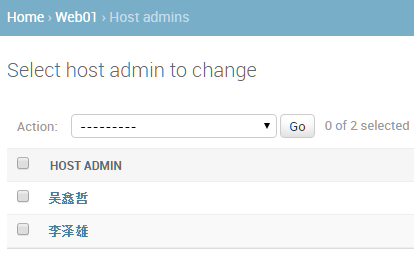 Home › Web01 › Host admins
Select host admin to change
Action: --------- Go 0 of 2 selected
HOST ADMIN
吴鑫哲
李泽雄